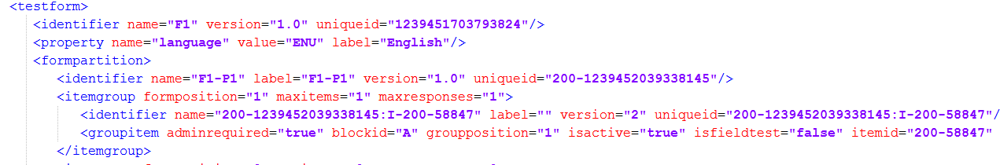 <testform>
<identifier name="F1" version="1.0" uniqueid="1239451703793824"/>
<property name="language" value="ENU" label="English"/>
<formpartition>
<identifier name="F1-P1" label="F1-P1" version="1.0" uniqueid="200-1239452039338145"/>
<itemgroup formposition="1" maxitems="1" maxresponses="1">
<identifier name="200-1239452039338145:I-200-58847" label="" version="2" uniqueid="200-1239452039338145:I-200-58847"/
<groupitem adminrequired="true" blockid="A" groupposition="1" isactive="true" isfieldtest="false" itemid="200-58847"
</itemgroup>